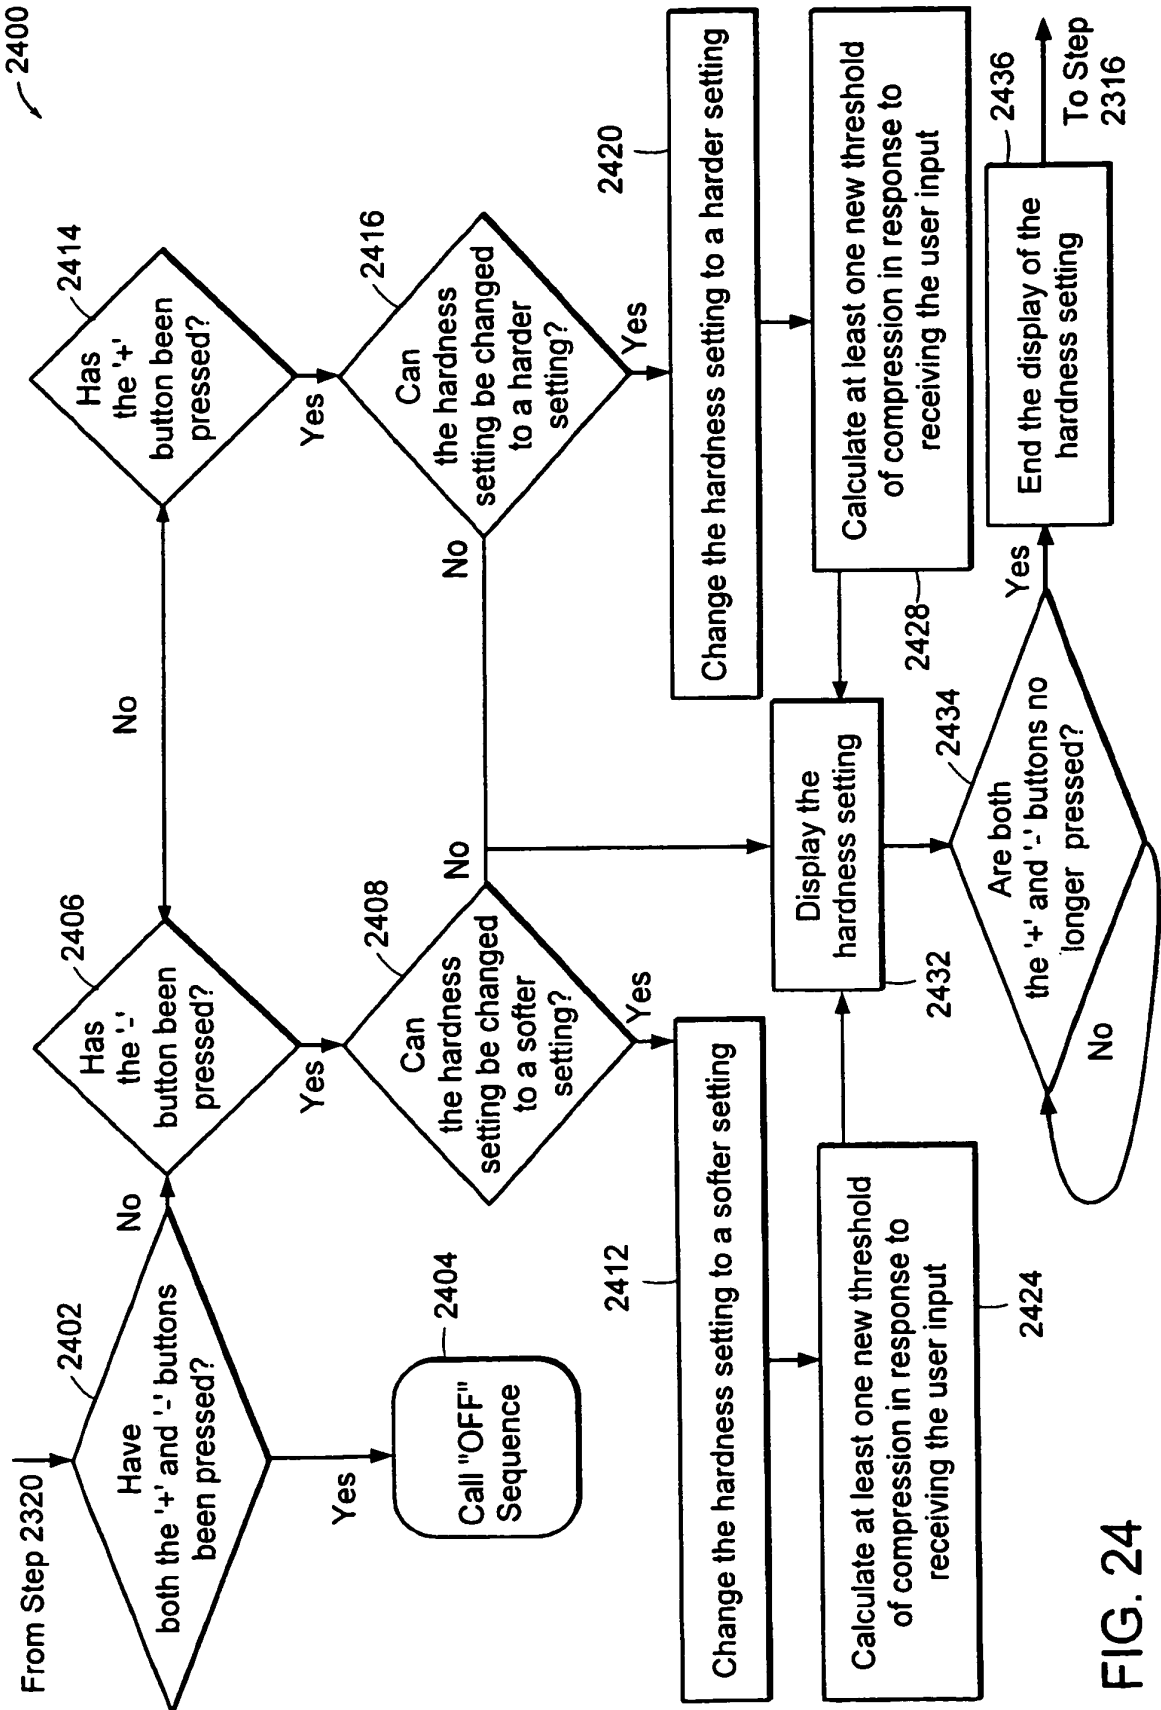 2400
From Step 2320
2402
Have
both the '+' and '-' buttons
been pressed?
No
Yes
2404
Call "OFF"
Sequence
2406
Has
the '-'
button been
pressed?
No
Yes
2414
Has
the '+'
button been
pressed?
Yes
2408
Can
the hardness
setting be changed
to a softer
setting?
No
Yes
2416
Can
the hardness
setting be changed
to a harder
setting?
No
Yes
2412
Change the hardness setting to a softer setting
2420
Change the hardness setting to a harder setting
Calculate at least one new threshold
of compression in response to
receiving the user input
2424
Calculate at least one new threshold
of compression in response to
receiving the user input
2428
Display the
hardness setting
2432
2434
Are both
the '+' and '-' buttons no
longer pressed?
No
Yes
2436
End the display of the
hardness setting
To Step
2316
FIG. 24